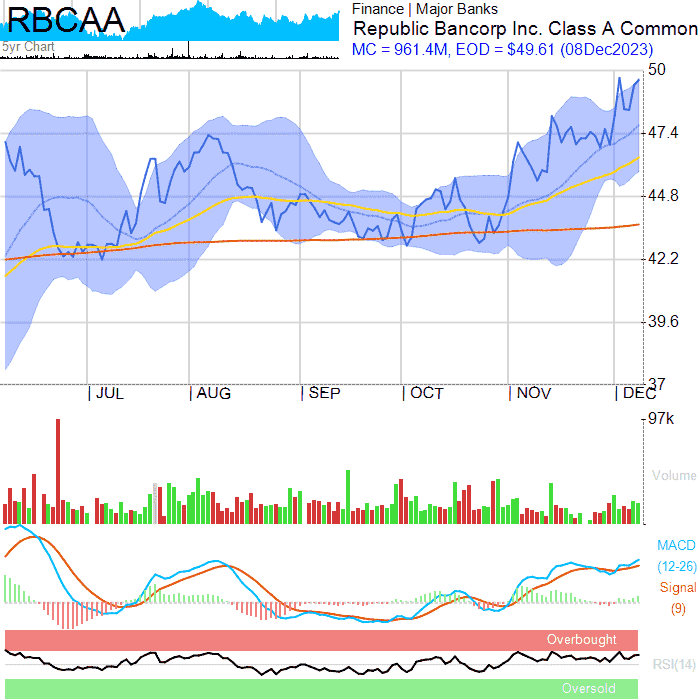 RBCAA
5yr Chart
Finance | Major Banks
Republic Bancorp Inc. Class A Common
MC = 961.4M, EOD = $49.61 (08Dec2023)
50
47.4
44.8
42.2
39.6
37
JUL AUG SEP OCT NOV DEC
97k
Volume
MACD
(12-26)
Signal
(9)
Overbought
RSI(14)
Oversold